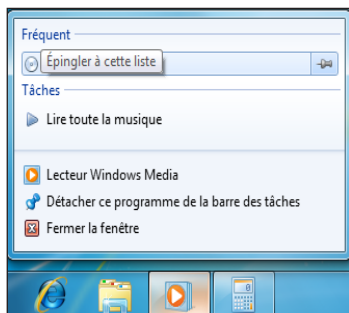 Fréquent
Épingler à cette liste
Tâches
Lire toute la musique
Lecteur Windows Media
Détacher ce programme de la barre des tâches
Fermer la fenêtre